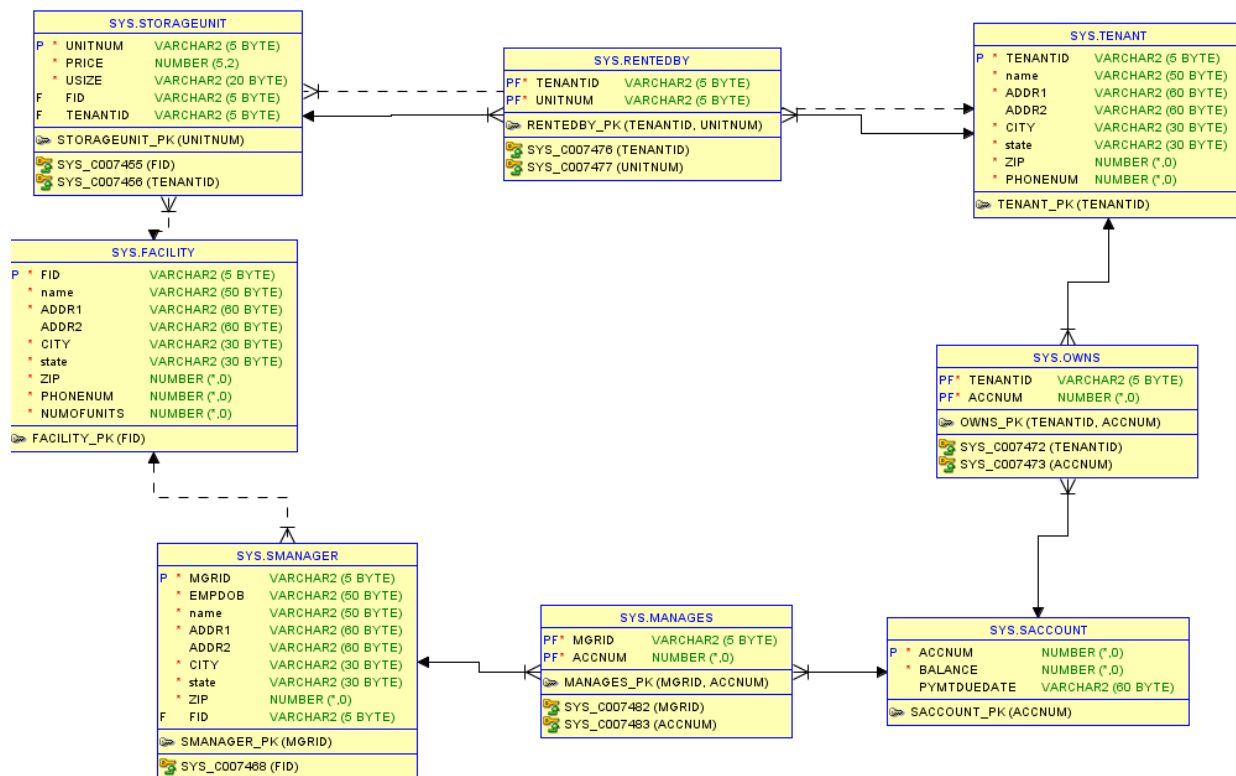 SYS.STORAGEUNIT
P * UNITNUM VARCHAR2 (5 BYTE)
* PRICE NUMBER (5,2)
* USIZE VARCHAR2 (20 BYTE)
F FID VARCHAR2 (5 BYTE)
F TENANTID VARCHAR2 (5 BYTE)
STORAGEUNIT_PK (UNITNUM)
SYS_C007455 (FID)
SYS_C007456 (TENANTID)
SYS.RENTEDBY
PF* TENANTID VARCHAR2 (5 BYTE)
PF* UNITNUM VARCHAR2 (5 BYTE)
RENTEDBY_PK (TENANTID, UNITNUM)
SYS_C007476 (TENANTID)
SYS_C007477 (UNITNUM)
SYS.TENANT
P * TENANTID VARCHAR2 (5 BYTE)
* name VARCHAR2 (50 BYTE)
* ADDR1 VARCHAR2 (60 BYTE)
ADDR2 VARCHAR2 (60 BYTE)
* CITY VARCHAR2 (30 BYTE)
* state VARCHAR2 (30 BYTE)
* ZIP NUMBER (*,0)
* PHONENUM NUMBER (*,0)
TENANT_PK (TENANTID)
SYS.FACILITY
P * FID VARCHAR2 (5 BYTE)
* name VARCHAR2 (50 BYTE)
* ADDR1 VARCHAR2 (60 BYTE)
ADDR2 VARCHAR2 (60 BYTE)
* CITY VARCHAR2 (30 BYTE)
* state VARCHAR2 (30 BYTE)
* ZIP NUMBER (*,0)
* PHONENUM NUMBER (*,0)
* NUMOFUNITS NUMBER (*,0)
FACILITY_PK (FID)
SYS.OWNS
PF* TENANTID VARCHAR2 (5 BYTE)
PF* ACCNUM NUMBER (*,0)
OWNS_PK (TENANTID, ACCNUM)
SYS_C007472 (TENANTID)
SYS_C007473 (ACCNUM)
SYS.SMANAGER
P * MGRID VARCHAR2 (5 BYTE)
* EMPDOB VARCHAR2 (50 BYTE)
* name VARCHAR2 (50 BYTE)
* ADDR1 VARCHAR2 (60 BYTE)
ADDR2 VARCHAR2 (60 BYTE)
* CITY VARCHAR2 (30 BYTE)
* state VARCHAR2 (30 BYTE)
* ZIP NUMBER (*,0)
F FID VARCHAR2 (5 BYTE)
SMANAGER_PK (MGRID)
SYS_C007468 (FID)
SYS.MANAGES
PF* MGRID VARCHAR2 (5 BYTE)
PF* ACCNUM NUMBER (*,0)
MANAGES_PK (MGRID, ACCNUM)
SYS_C007482 (MGRID)
SYS_C007483 (ACCNUM)
SYS.SACCOUNT
P * ACCNUM NUMBER (*,0)
* BALANCE NUMBER (*,0)
PYMTDUEDATE VARCHAR2 (60 BYTE)
SACCOUNT_PK (ACCNUM)